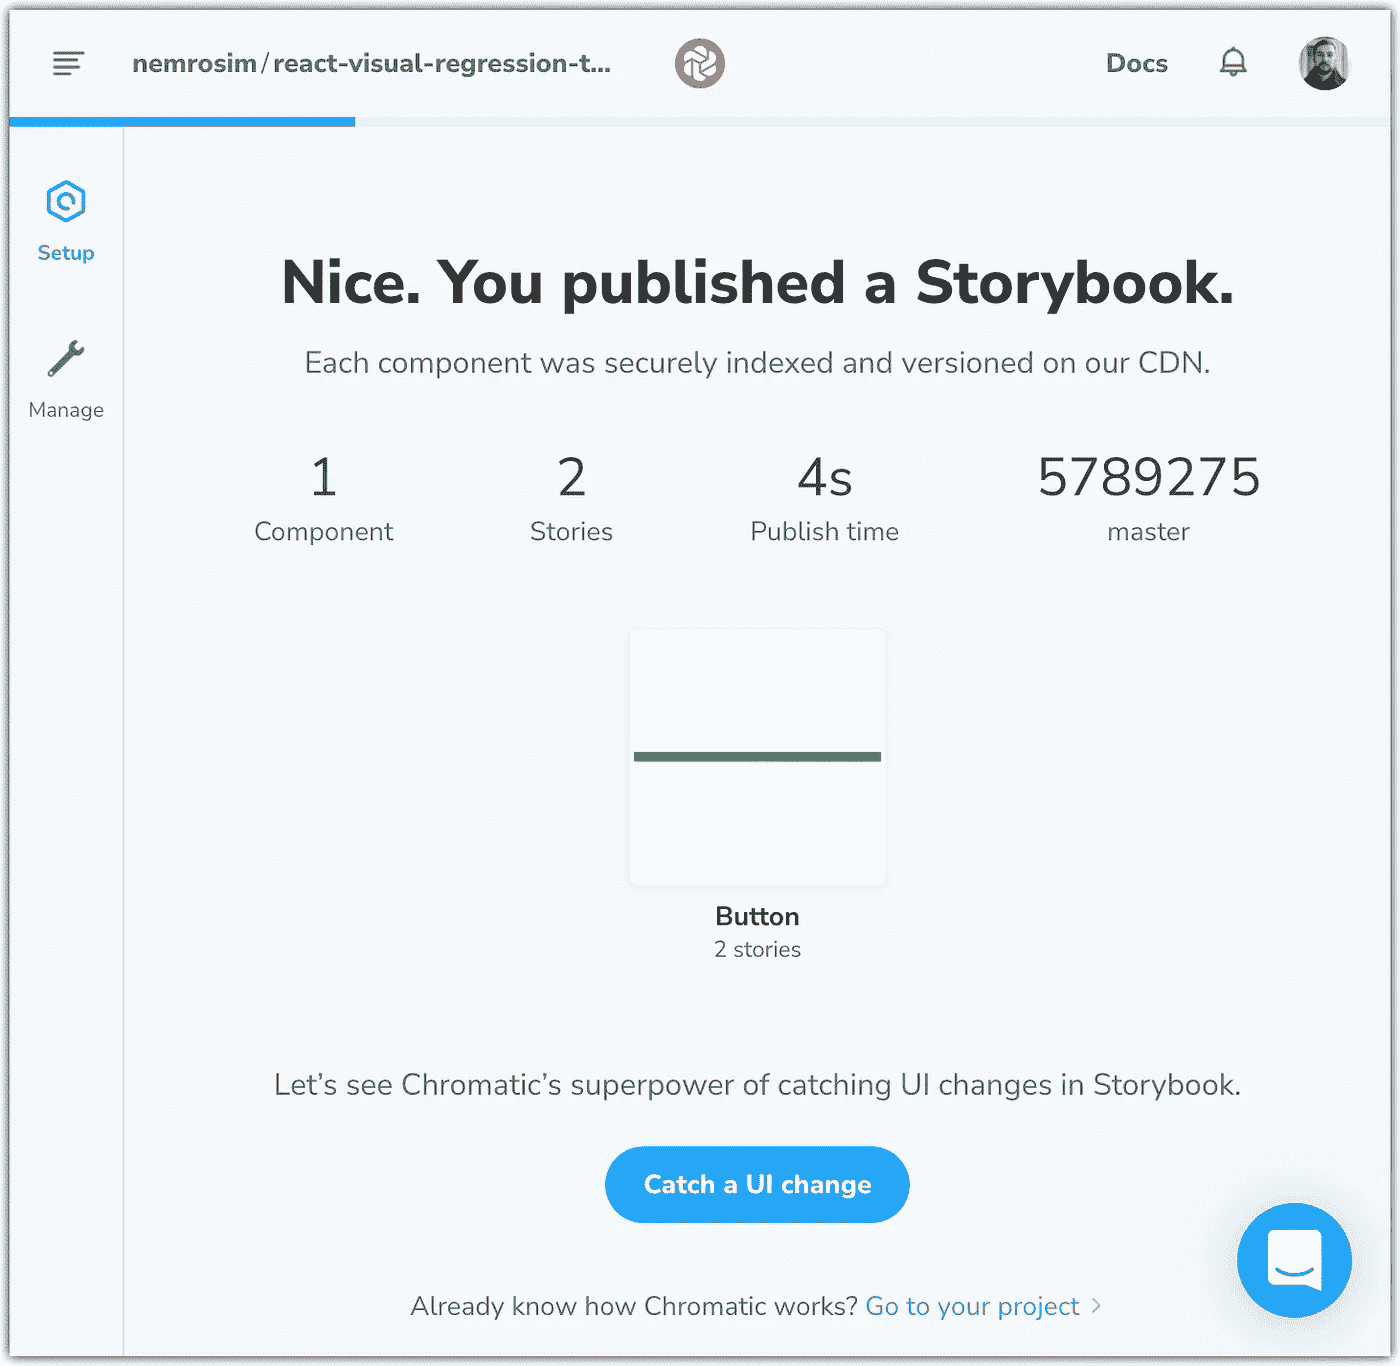 nemrosim/react-visual-regression-t...
Docs
Setup
Manage
Nice. You published a Storybook.
Each component was securely indexed and versioned on our CDN.
1 2 4s 5789275
Component Stories Publish time master
Button
2 stories
Let's see Chromatic's superpower of catching UI changes in Storybook.
Catch a UI change
Already know how Chromatic works? Go to your project >